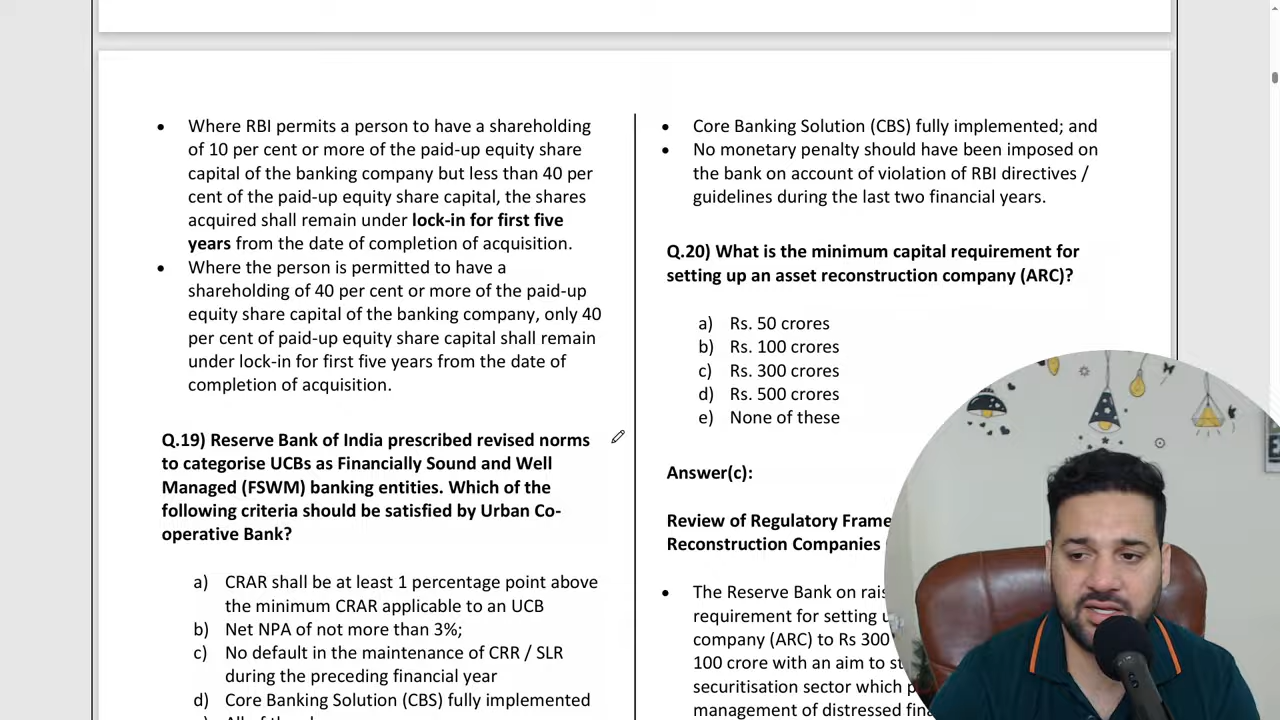 Where RBI permits a person to have a shareholding
of 10 per cent or more of the paid-up equity share
capital of the banking company but less than 40 per
cent of the paid-up equity share capital, the shares
acquired shall remain under lock-in for first five
years from the date of completion of acquisition.
Where the person is permitted to have a
shareholding of 40 per cent or more of the paid-up
equity share capital of the banking company, only 40
per cent of paid-up equity share capital shall remain
under lock-in for first five years from the date of
completion of acquisition.
Q.19) Reserve Bank of India prescribed revised norms
to categorise UCBs as Financially Sound and Well
Managed (FSWM) banking entities. Which of the
following criteria should be satisfied by Urban Co-
operative Bank?
a) CRAR shall be at least 1 percentage point above
the minimum CRAR applicable to an UCB
b) Net NPA of not more than 3%;
c) No default in the maintenance of CRR / SLR
during the preceding financial year
d) Core Banking Solution (CBS) fully implemented
Core Banking Solution (CBS) fully implemented; and
No monetary penalty should have been imposed on
the bank on account of violation of RBI directives /
guidelines during the last two financial years.
Q.20) What is the minimum capital requirement for
setting up an asset reconstruction company (ARC)?
a) Rs. 50 crores
b) Rs. 100 crores
c) Rs. 300 crores
d) Rs. 500 crores
e) None of these
Answer(c):
Review of Regulatory Frame
Reconstruction Companies
The Reserve Bank on
requirement for setting
company (ARC) to Rs 300
100 crore with an aim to
securitisation sector which
management of distressed